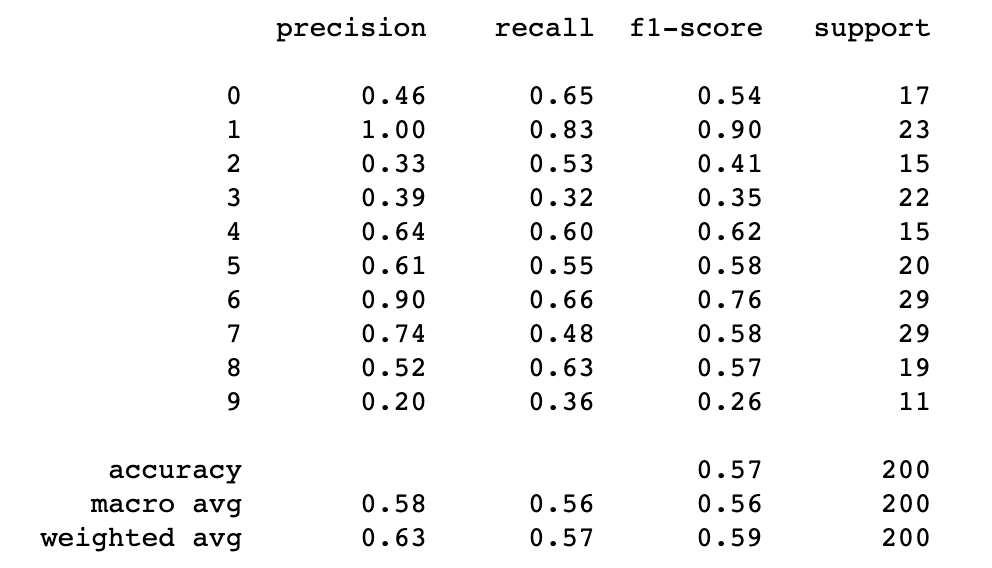 precision recall f1-score support
0 0.46 0.65 0.54 17
1 1.00 0.83 0.90 23
2 0.33 0.53 0.41 15
3 0.39 0.32 0.35 22
4 0.64 0.60 0.62 15
5 0.61 0.55 0.58 20
6 0.90 0.66 0.76 29
7 0.74 0.48 0.58 29
8 0.52 0.63 0.57 19
9 0.20 0.36 0.26 11
accuracy 0.57 200
macro avg 0.58 0.56 0.56 200
weighted avg 0.63 0.57 0.59 200